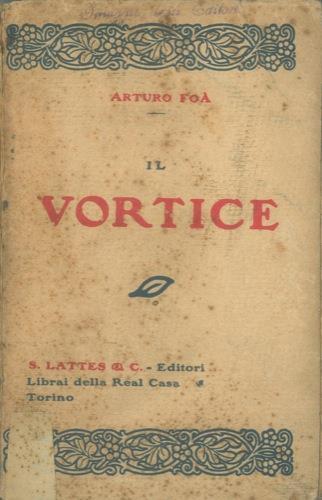 ARTURO FOÀ
IL
VORTICE
S. LATTES & C. - Editori
Librai della Real Casa
Torino